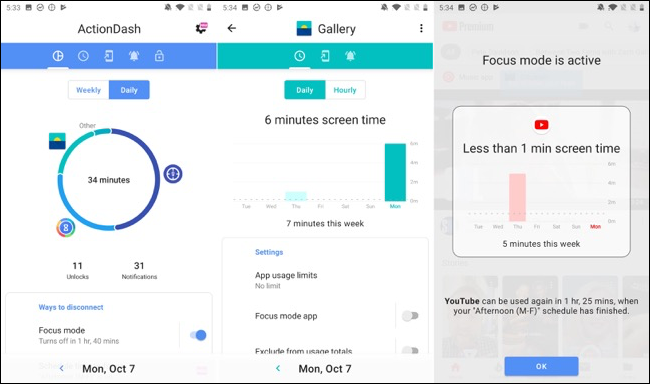 5:33
ActionDash
Weekly
Daily
Other
34 minutes
8
11
31
Unlocks
Notifications
Ways to disconnect
Focus mode
Turns off in 1 hr, 40 mins
Mon, Oct 7
5:34
Gallery
Daily
Hourly
6 minutes screen time
6m
4m
2m
0m
Tue
Wed
Thu
Fri
Sat
Sun
Mon
7 minutes this week
Settings
App usage limits
No limit
Focus mode app
Exclude from usage totals
Mon, Oct 7
5:34
Premium
Focus mode is active
Less than 1 min screen time
6m
4m
2m
0m
Tue
Wed
Thu
Fri
Sat
Sun
Mon
5 minutes this week
YouTube can be used again in 1 hr, 25 mins, when
your "Afternoon (M-F)" schedule has finished.
OK